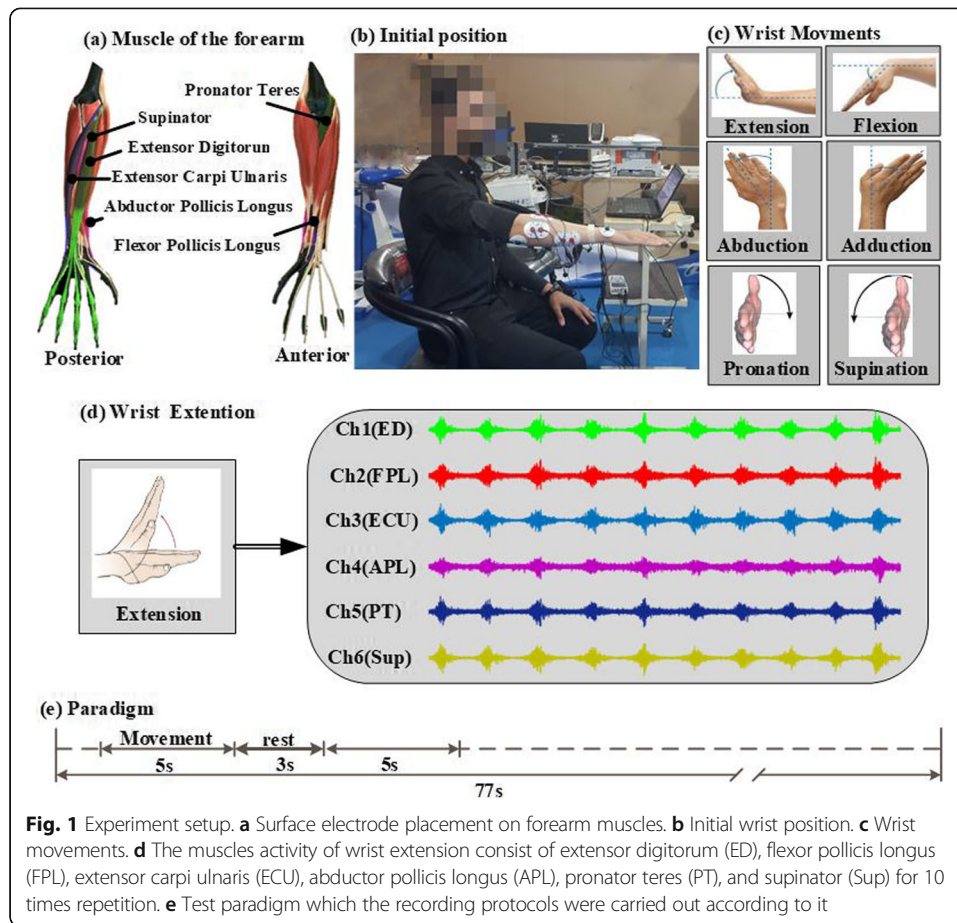 (a) Muscle of the forearm
Pronator Teres
Supinator
Extensor Digitorun
Extensor Carpi Ulnaris
Abductor Pollicis Longus
Flexor Pollicis Longus
Posterior
Anterior
(b) Initial position
(c) Wrist Movments
Extension
Flexion
Abduction
Adduction
Pronation
Supination
(d) Wrist Extention
Extension
Ch1(ED)
Ch2(FPL)
Ch3(ECU)
Ch4(APL)
Ch5(PT)
Ch6(Sup)
(e) Paradigm
Movement
rest
5s
3s
5s
77s
Fig. 1 Experiment setup. a Surface electrode placement on forearm muscles. b Initial wrist position. c Wrist
movements. d The muscles activity of wrist extension consist of extensor digitorum (ED), flexor pollicis longus
(FPL), extensor carpi ulnaris (ECU), abductor pollicis longus (APL), pronator teres (PT), and supinator (Sup) for 10
times repetition. e Test paradigm which the recording protocols were carried out according to it